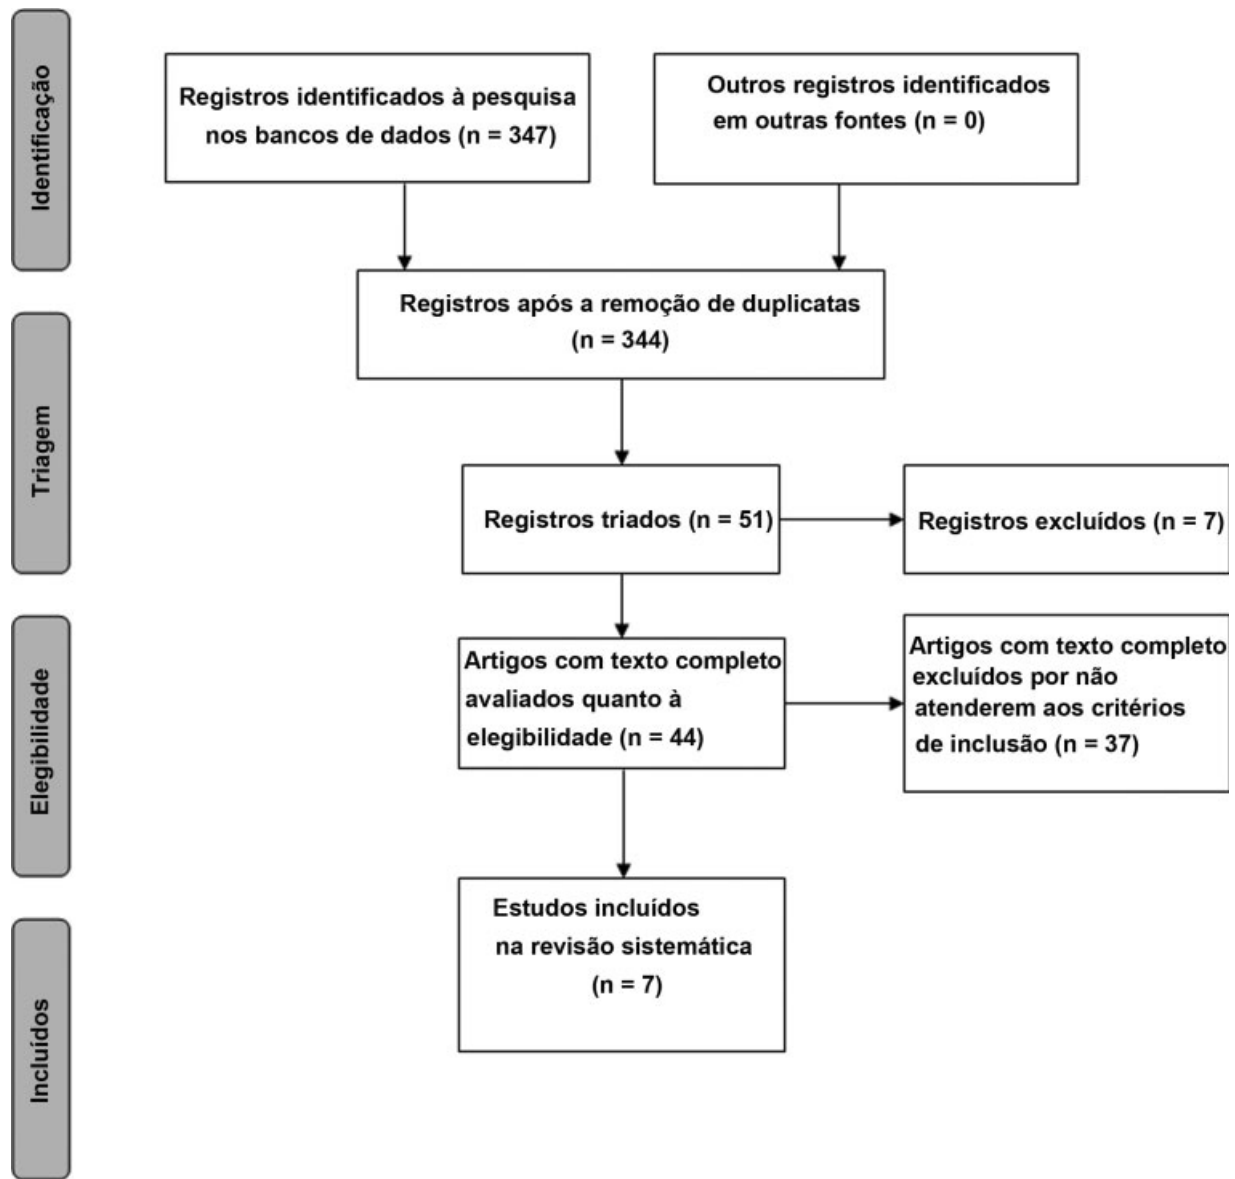 Identificação
Registros identificados à pesquisa
nos bancos de dados (n = 347)
Outros registros identificados
em outras fontes (n = 0)
Registros após a remoção de duplicatas
(n = 344)
Triagem
Registros triados (n = 51)
Registros excluídos (n = 7)
Elegibilidade
Artigos com texto completo
avaliados quanto à
elegibilidade (n = 44)
Artigos com texto completo
excluídos por não
atenderem aos critérios
de inclusão (n = 37)
Incluídos
Estudos incluídos
na revisão sistemática
(n = 7)